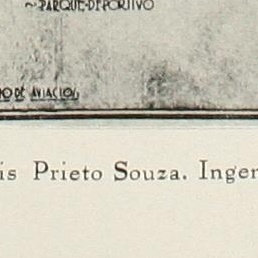 PARQUE-DEPORTIVO
DE AVIACION
is Prieto Souza. Inger